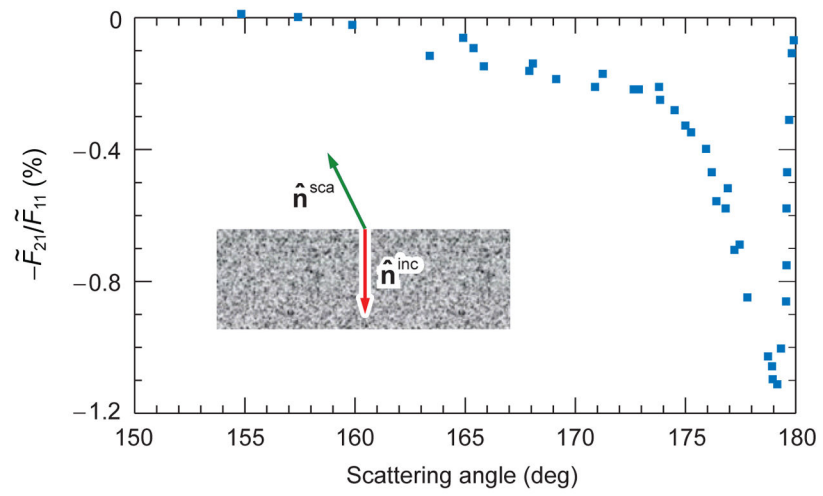 0
−0.4
−0.8
−1.2
−F̃21/F̃11 (%)
n̂ sca
n̂ inc
150 155 160 165 170 175 180
Scattering angle (deg)